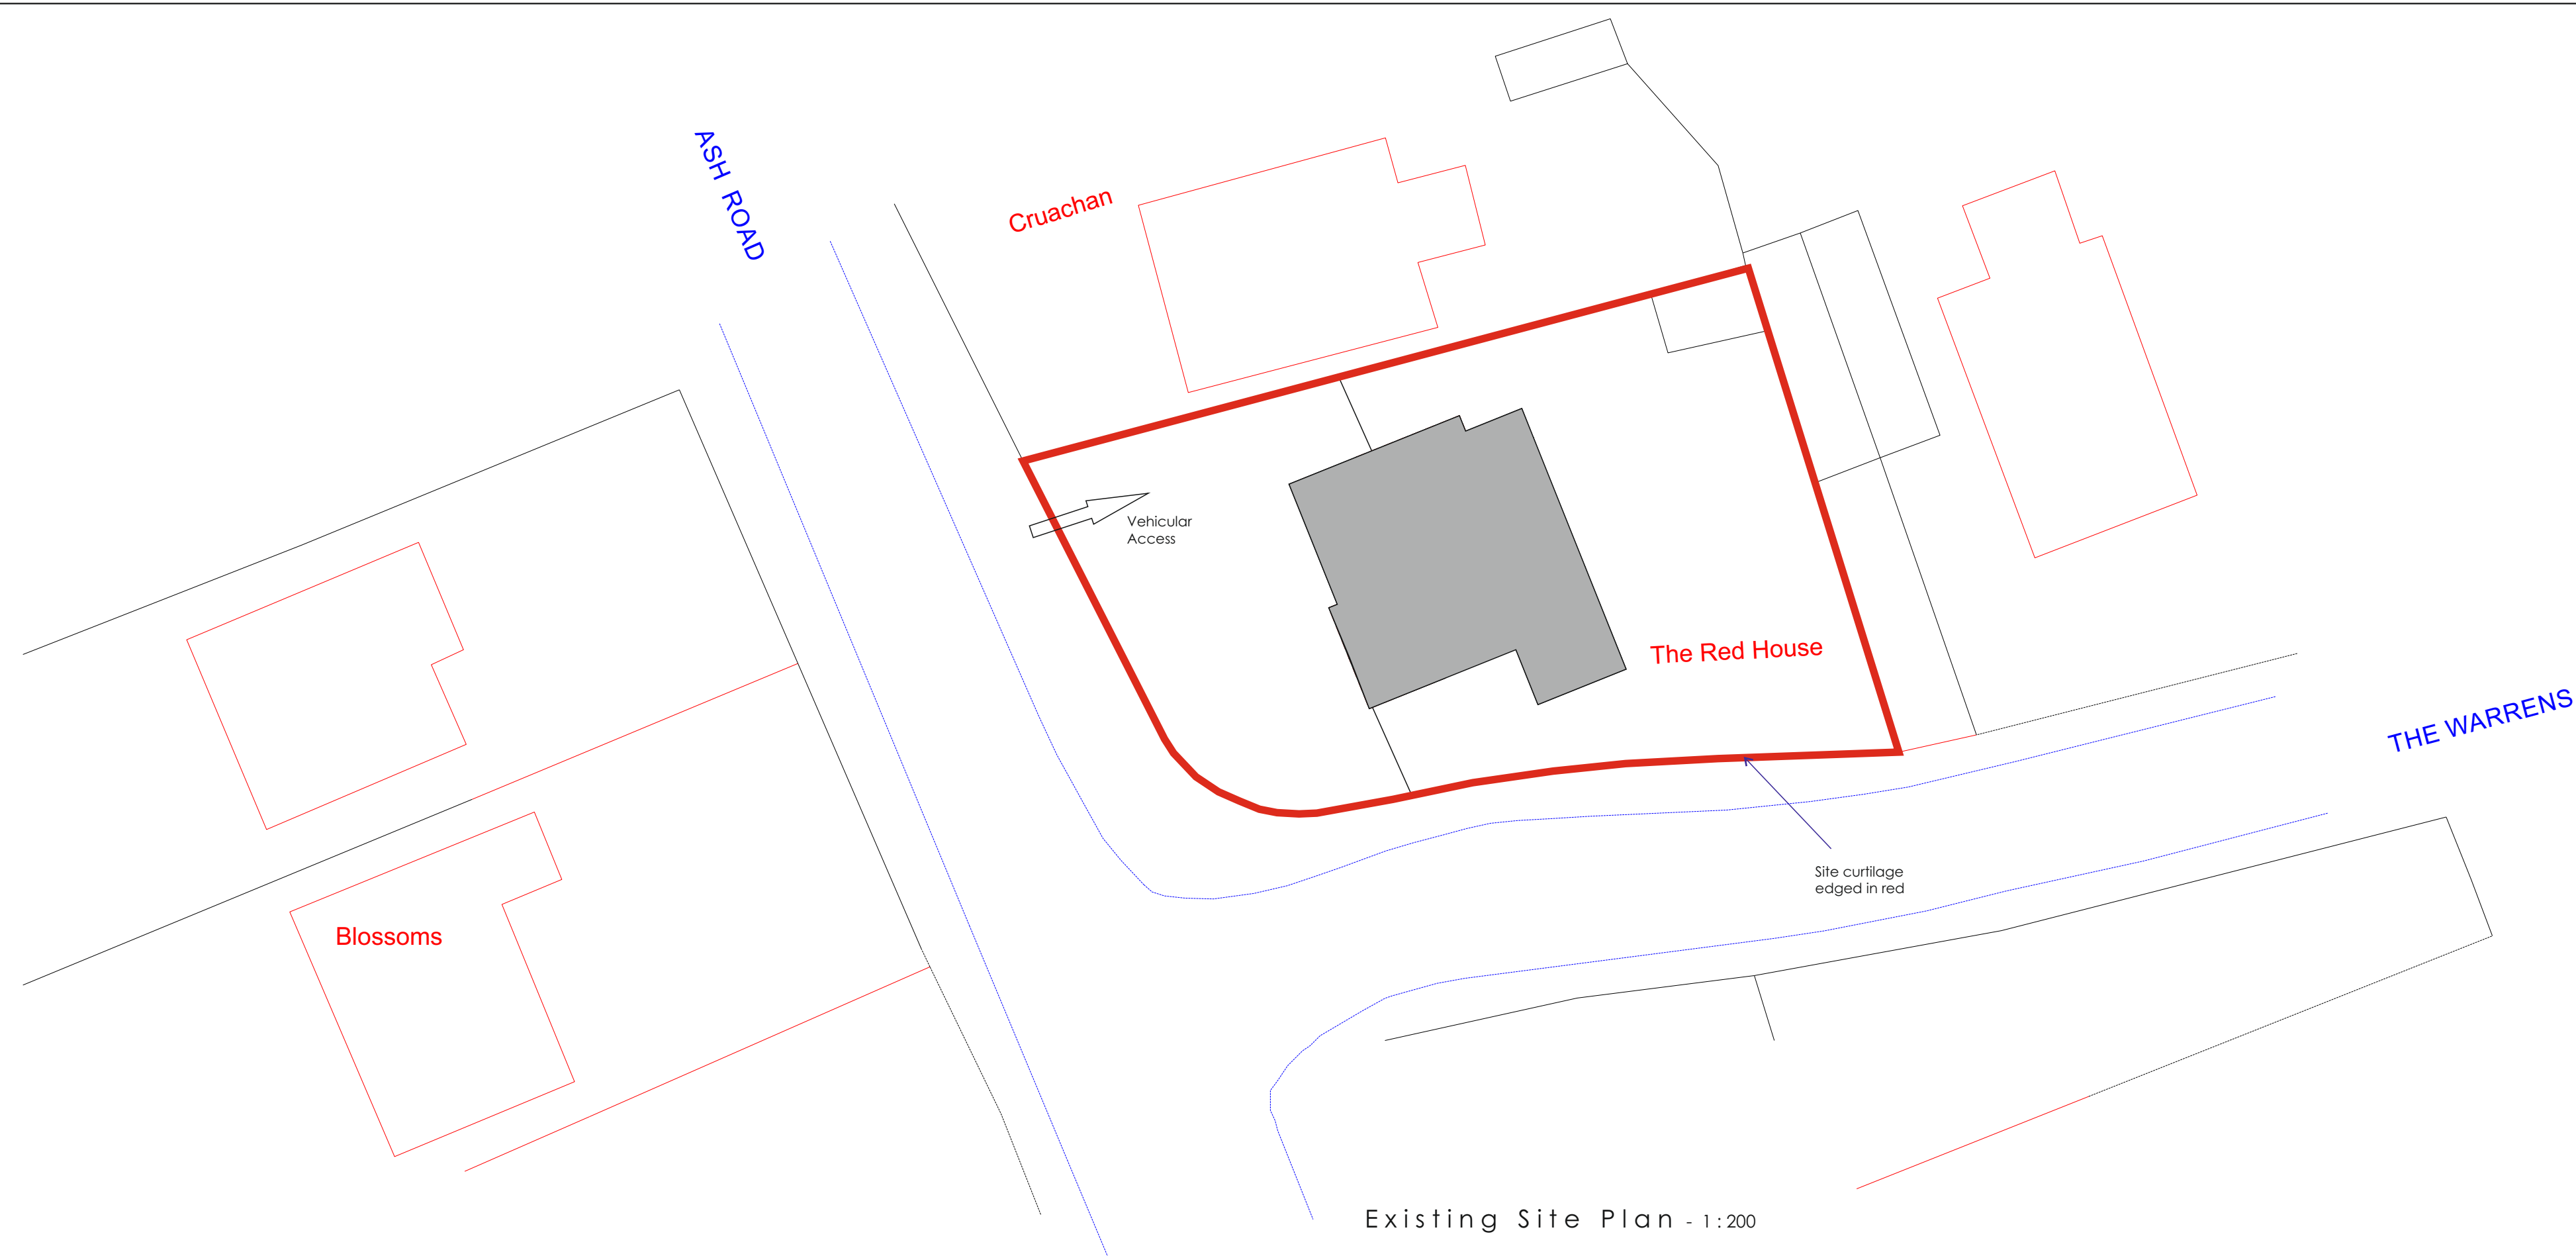 ASH ROAD
Cruachan
Vehicular
Access
The Red House
THE WARRENS
Site curtilage
edged in red
Blossoms
Existing Site Plan - 1 : 200